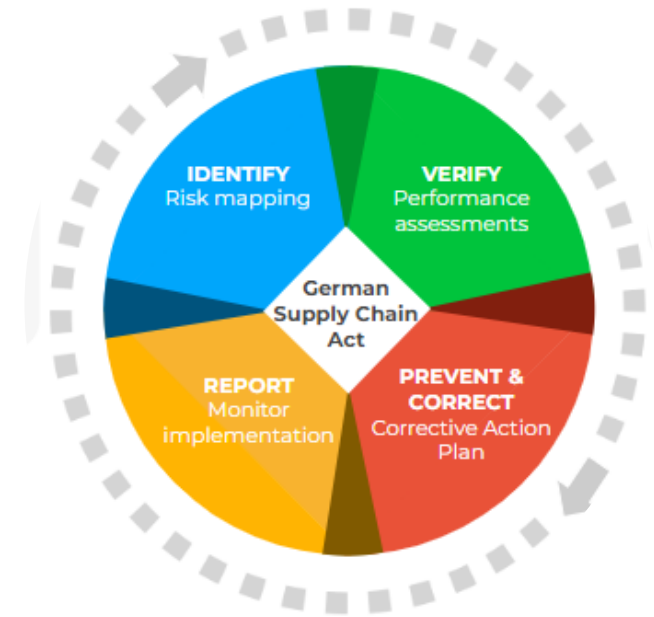 IDENTIFY
Risk mapping
VERIFY
Performance
assessments
German
Supply Chain
Act
PREVENT &
CORRECT
Corrective Action
Plan
REPORT
Monitor
implementation